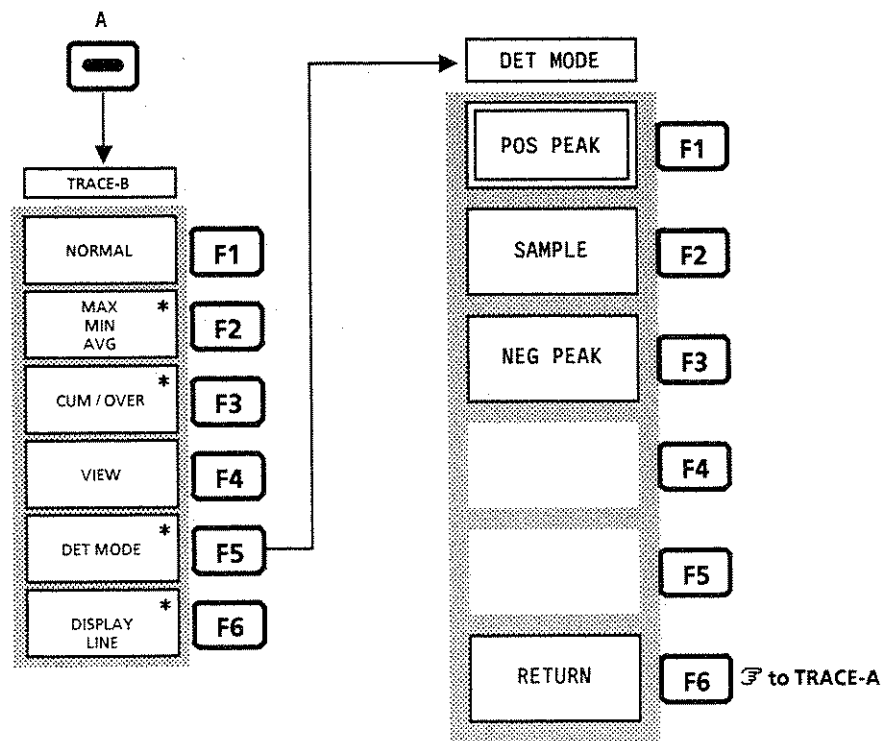 A
TRACE-B
NORMAL
F1
MAX *
MIN
AVG
F2
*
CUM / OVER
F3
VIEW
F4
*
DET MODE
F5
*
DISPLAY
LINE
F6
DET MODE
POS PEAK
F1
SAMPLE
F2
NEG PEAK
F3
F4
F5
RETURN
F6
to TRACE-A